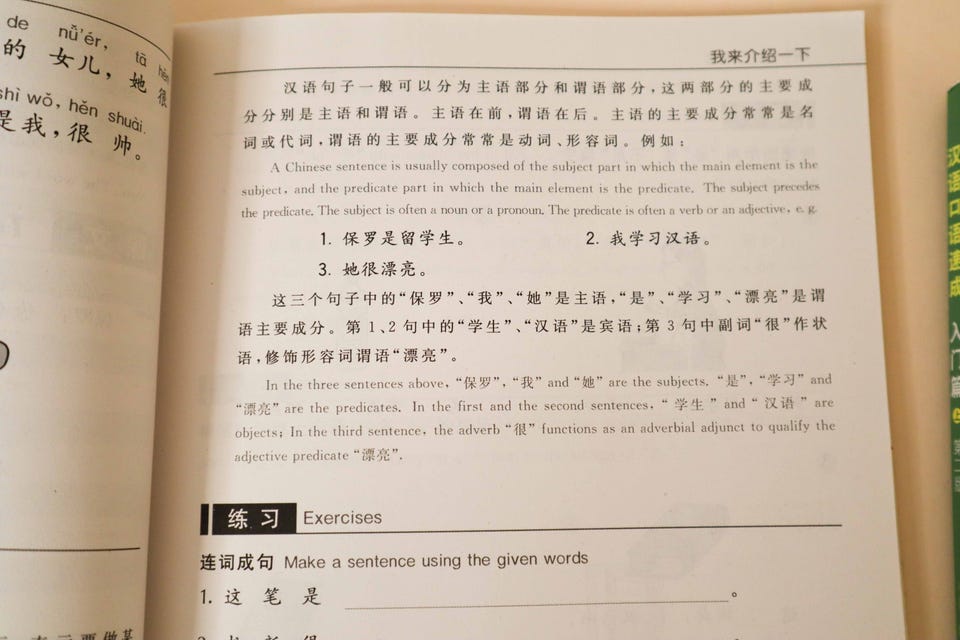 de nǚ'ér, tā hěn
的 女儿，她 很
shì wǒ, hěn shuài.
是我，很 帅。
我来介绍一下
汉语句子一般可以分为主语部分和谓语部分，这两部分的主要成
分分别是主语和谓语。主语在前，谓语在后。主语的主要成分常常是名
词或代词，谓语的主要成分常常是动词、形容词。例如：
A Chinese sentence is usually composed of the subject part in which the main element is the
subject, and the predicate part in which the main element is the predicate. The subject precedes
the predicate. The subject is often a noun or a pronoun. The predicate is often a verb or an adjective, e. g.
1. 保罗是留学生。 2. 我学习汉语。
3. 她很漂亮。
这三个句子中的“保罗”、“我”、“她”是主语，“是”、“学习”、“漂亮”是谓
语主要成分。第1、2句中的“学生”、“汉语”是宾语；第3句中副词“很”作状
语，修饰形容词谓语“漂亮”。
In the three sentences above, “保罗”, “我” and “她” are the subjects. “是”, “学习” and
“漂亮” are the predicates. In the first and the second sentences, “学生” and “汉语” are
objects; In the third sentence, the adverb “很” functions as an adverbial adjunct to qualify the
adjective predicate “漂亮”.
练习 Exercises
连词成句 Make a sentence using the given words
1. 这 笔 是 。
汉语口语速成 入门篇 第二版